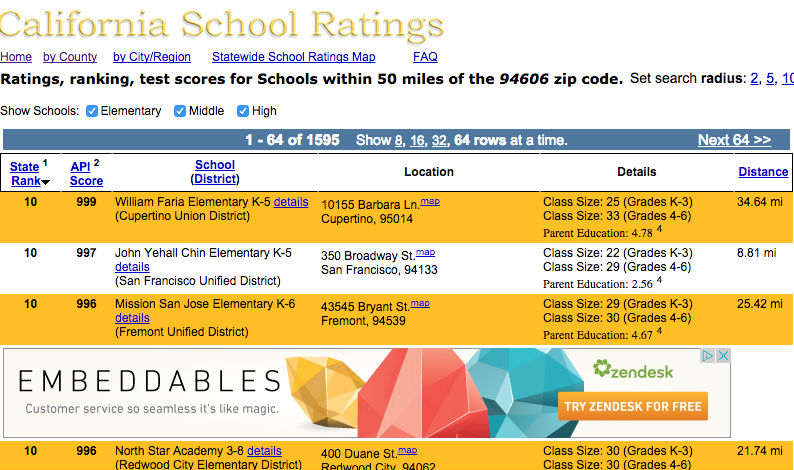 California School Ratings
Home by County by City/Region Statewide School Ratings Map FAQ
Ratings, ranking, test scores for Schools within 50 miles of the 94606 zip code. Set search radius: 2, 5, 10
Show Schools: Elementary Middle High
1 - 64 of 1595 Show 8, 16, 32, 64 rows at a time. Next 64 >>
State 1 API 2 School Location Details Distance
Rank Score (District)
10 999 William Faria Elementary K-5 details 10155 Barbara Ln. map Class Size: 25 (Grades K-3) 34.64 mi
(Cupertino Union District) Cupertino, 95014 Class Size: 33 (Grades 4-6)
Parent Education: 4.78 4
10 997 John Yehall Chin Elementary K-5 350 Broadway St. map Class Size: 22 (Grades K-3) 8.81 mi
details San Francisco, 94133 Class Size: 29 (Grades 4-6)
(San Francisco Unified District) Parent Education: 2.56 4
10 996 Mission San Jose Elementary K-6 43545 Bryant St. map Class Size: 29 (Grades K-3) 25.42 mi
details Fremont, 94539 Class Size: 30 (Grades 4-6)
(Fremont Unified District) Parent Education: 4.67 4
EMBEDDABLES
Customer service so seamless it's like magic.
zendesk
TRY ZENDESK FOR FREE
10 996 North Star Academy 3-8 details 400 Duane St. map Class Size: 30 (Grades K-3) 21.74 mi
(Redwood City Elementary District) Redwood City, 94062 Class Size: 30 (Grades 4-6)